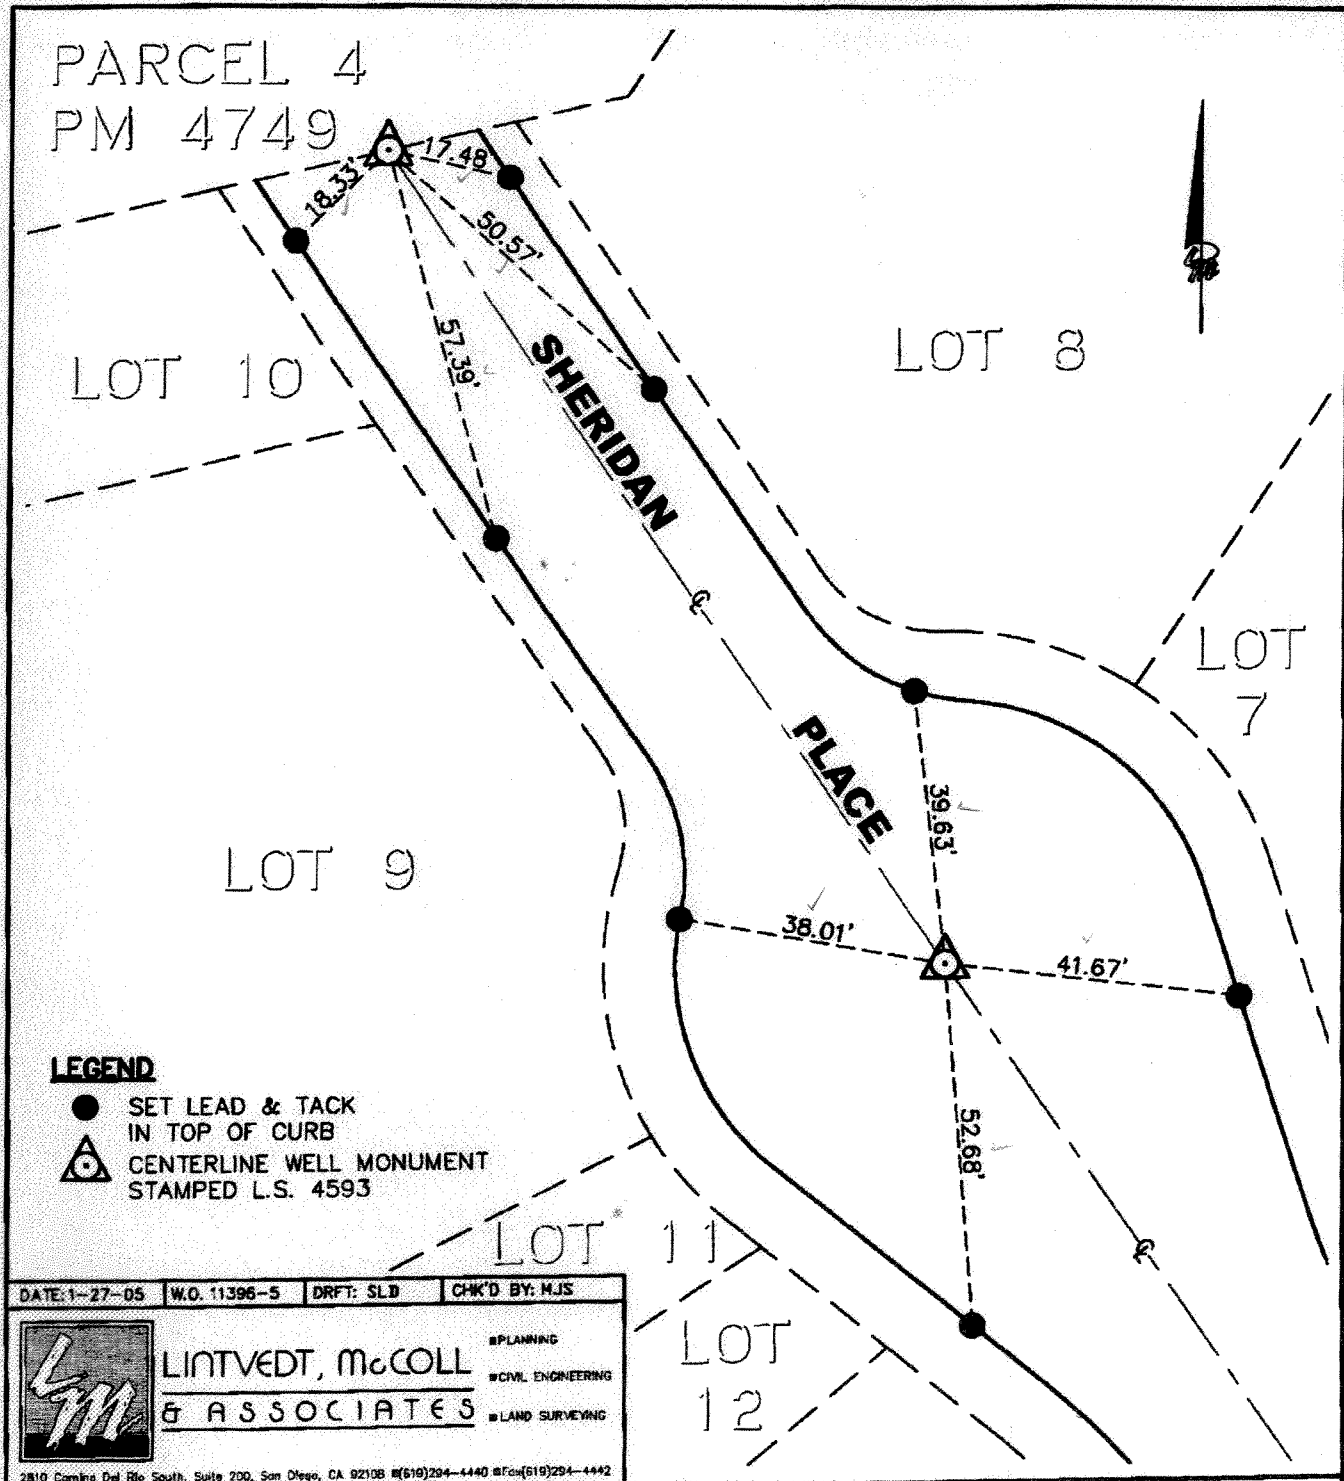 PARCEL 4
PM 4749
17.48
18.33'
50.57'
57.39'
LOT 10
LOT 8
SHERIDAN
PLACE
LOT
7
39.63'
LOT 9
38.01'
41.67'
52.68'
LEGEND
SET LEAD & TACK
IN TOP OF CURB
CENTERLINE WELL MONUMENT
STAMPED L.S. 4593
LOT 11
LOT
12
DATE: 1-27-05 W.O. 11396-5 DRFT: SLD CHK'D BY: MJS
LM
LINTVEDT, McCOLL
& ASSOCIATES
PLANNING
CIVIL ENGINEERING
LAND SURVEYING
2810 Camino Del Rio South, Suite 200, San Diego, CA 92108 (619)294-4440 Fax(619)294-4442